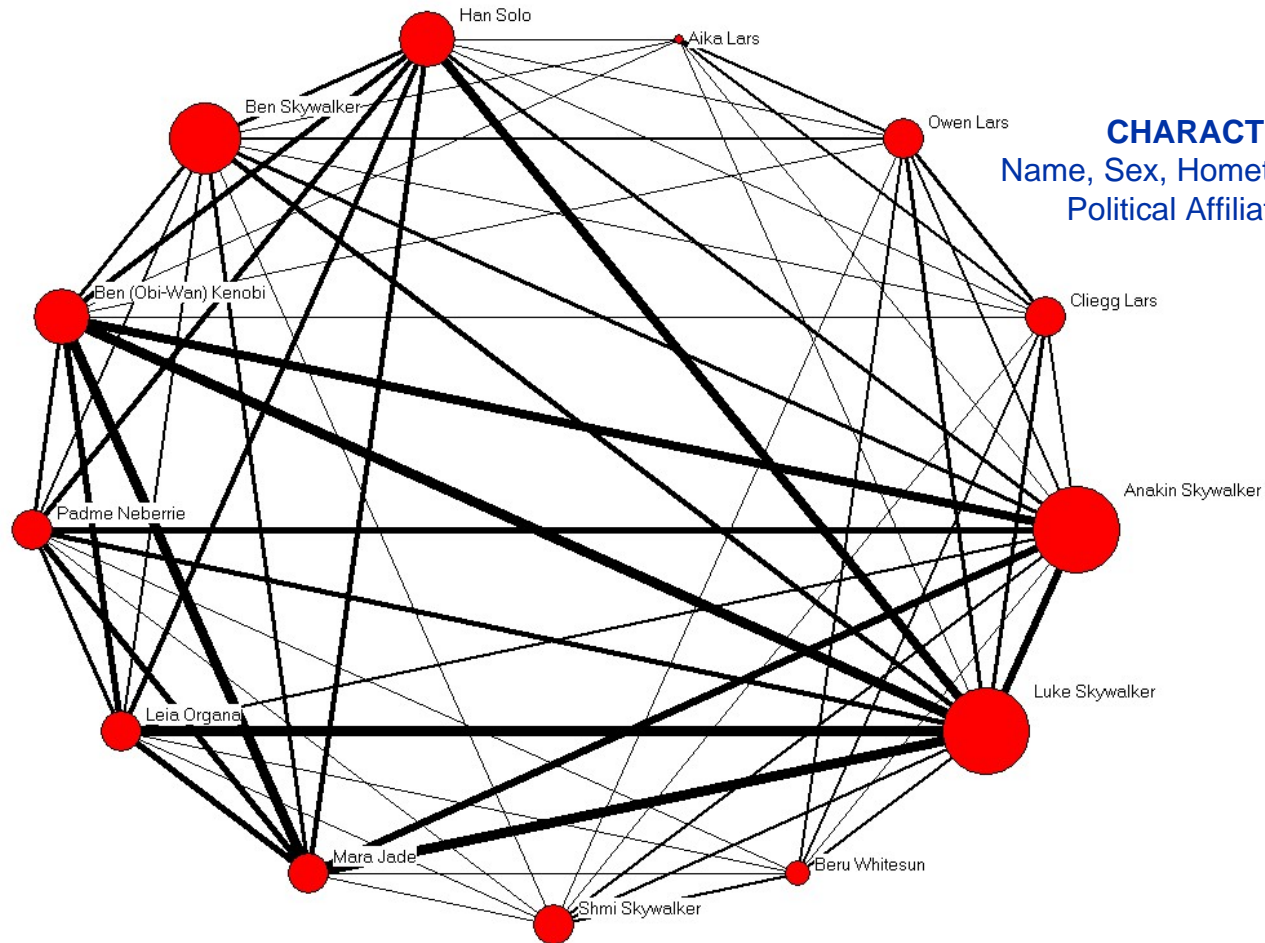 Han Solo
Aika Lars
Ben Skywalker
Owen Lars
CHARACT
Name, Sex, Homet
Political Affilia
Ben (Obi-Wan) Kenobi
Cliegg Lars
Anakin Skywalker
Padme Neberrie
Luke Skywalker
Leia Organa
Mara Jade
Beru Whitesun
Shmi Skywalker